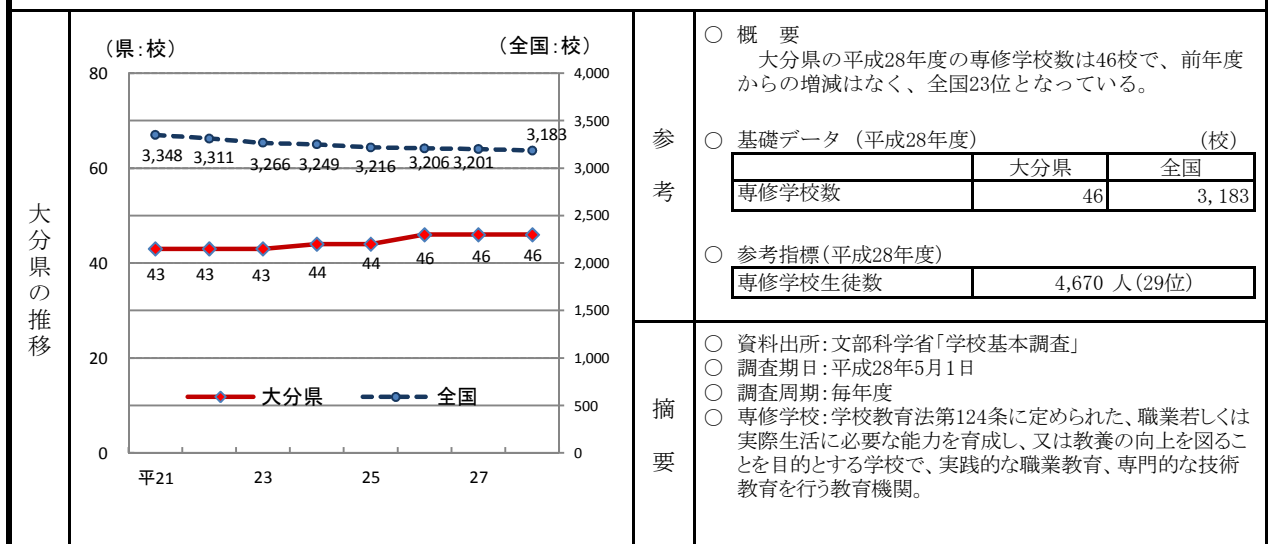 大分県の推移
（県：校）
（全国：校）
80
60
40
20
0
4,000
3,500
3,000
2,500
2,000
1,500
1,000
500
0
3,348 3,311 3,266 3,249 3,216 3,206 3,201 3,183
43 43 43 44 44 46 46 46
大分県 全国
平21 23 25 27
参考
○ 概　要
大分県の平成28年度の専修学校数は46校で、前年度
からの増減はなく、全国23位となっている。
○ 基礎データ（平成28年度） (校)
大分県 全国
専修学校数 46 3,183
○ 参考指標（平成28年度）
専修学校生徒数 4,670 人（29位）
摘要
○ 資料出所：文部科学省「学校基本調査」
○ 調査期日：平成28年5月1日
○ 調査周期：毎年度
○ 専修学校：学校教育法第124条に定められた、職業若しくは
実際生活に必要な能力を育成し、又は教養の向上を図るこ
とを目的とする学校で、実践的な職業教育、専門的な技術
教育を行う教育機関。